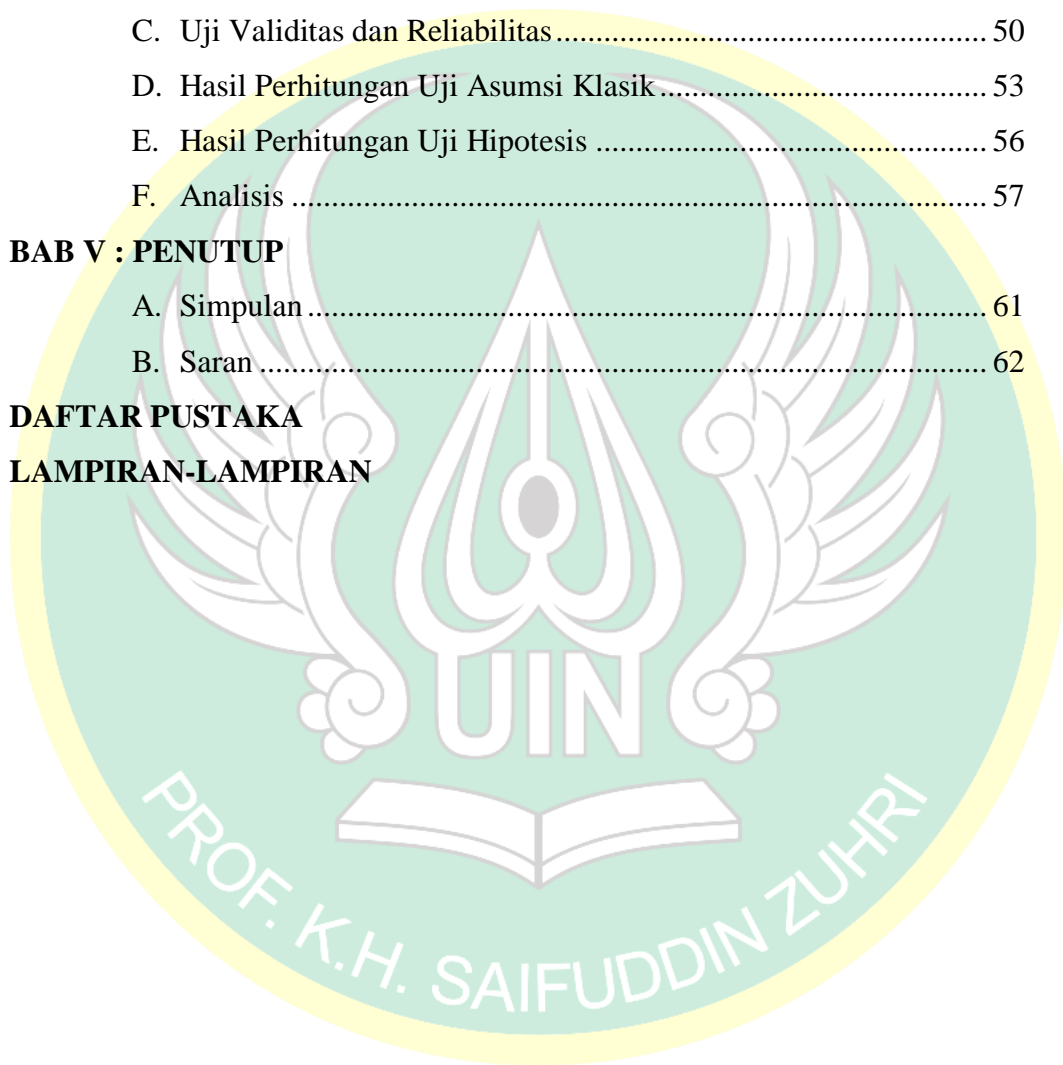 C. Uji Validitas dan Reliabilitas.................................................. 50
D. Hasil Perhitungan Uji Asumsi Klasik...................................... 53
E. Hasil Perhitungan Uji Hipotesis ............................................. 56
F. Analisis ................................................................................ 57
BAB V : PENUTUP
A. Simpulan .............................................................................. 61
B. Saran .................................................................................... 62
DAFTAR PUSTAKA
LAMPIRAN-LAMPIRAN
UIN
PROF. K.H. SAIFUDDIN ZUHRI